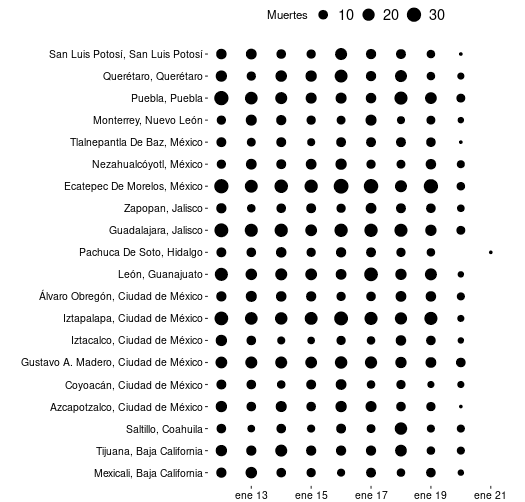 Muertes 10 20 30
San Luis Potosí, San Luis Potosí
Querétaro, Querétaro
Puebla, Puebla
Monterrey, Nuevo León
Tlalnepantla De Baz, México
Nezahualcóyotl, México
Ecatepec De Morelos, México
Zapopan, Jalisco
Guadalajara, Jalisco
Pachuca De Soto, Hidalgo
León, Guanajuato
Álvaro Obregón, Ciudad de México
Iztapalapa, Ciudad de México
Iztacalco, Ciudad de México
Gustavo A. Madero, Ciudad de México
Coyoacán, Ciudad de México
Azcapotzalco, Ciudad de México
Saltillo, Coahuila
Tijuana, Baja California
Mexicali, Baja California
ene 13 ene 15 ene 17 ene 19 ene 21